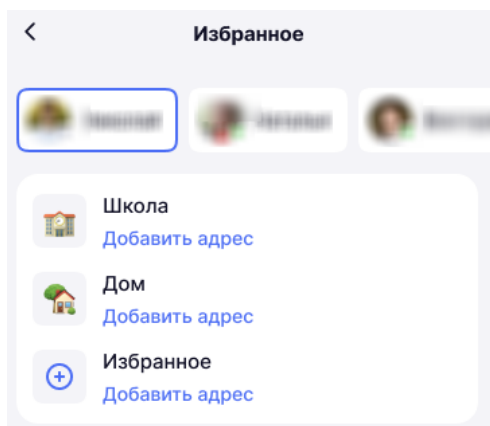 Избранное
Школа
Добавить адрес
Дом
Добавить адрес
Избранное
Добавить адрес